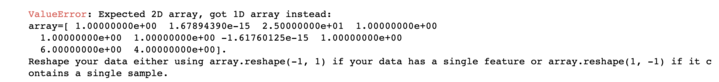 ValueError: Expected 2D array, got 1D array instead:
array=[ 1.00000000e+00  1.67894390e-15  2.50000000e+01  1.00000000e+00
  1.00000000e+00  1.00000000e+00 -1.61760125e-15  1.00000000e+00
  6.00000000e+00  4.00000000e+00].
Reshape your data either using array.reshape(-1, 1) if your data has a single feature or array.reshape(1, -1) if it c
ontains a single sample.